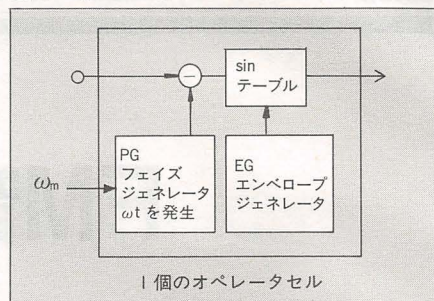 sin
テーブル
PG
フェイズ
ジェネレータ
ωtを発生
EG
エンベロープ
ジェネレータ
ωm
1個のオペレータセル